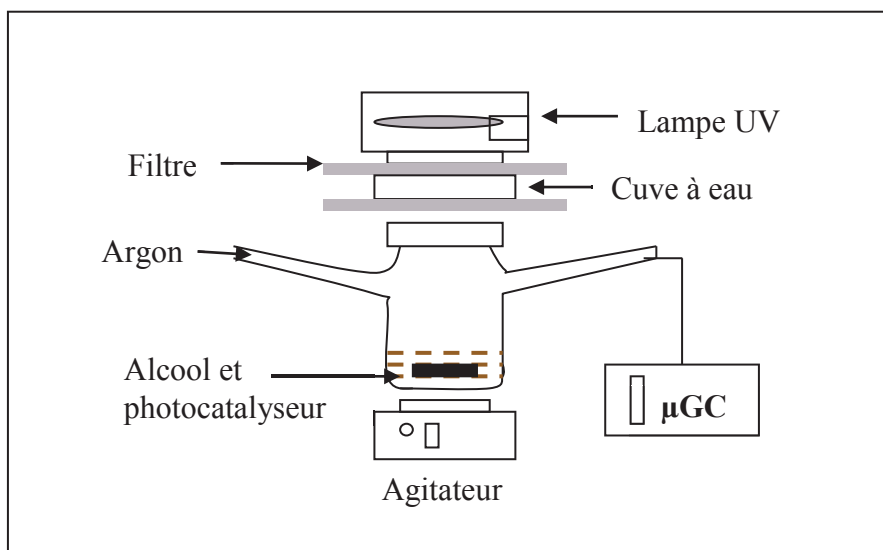 Lampe UV
Filtre
Cuve à eau
Argon
Alcool et
photocatalyseur
µGC
Agitateur